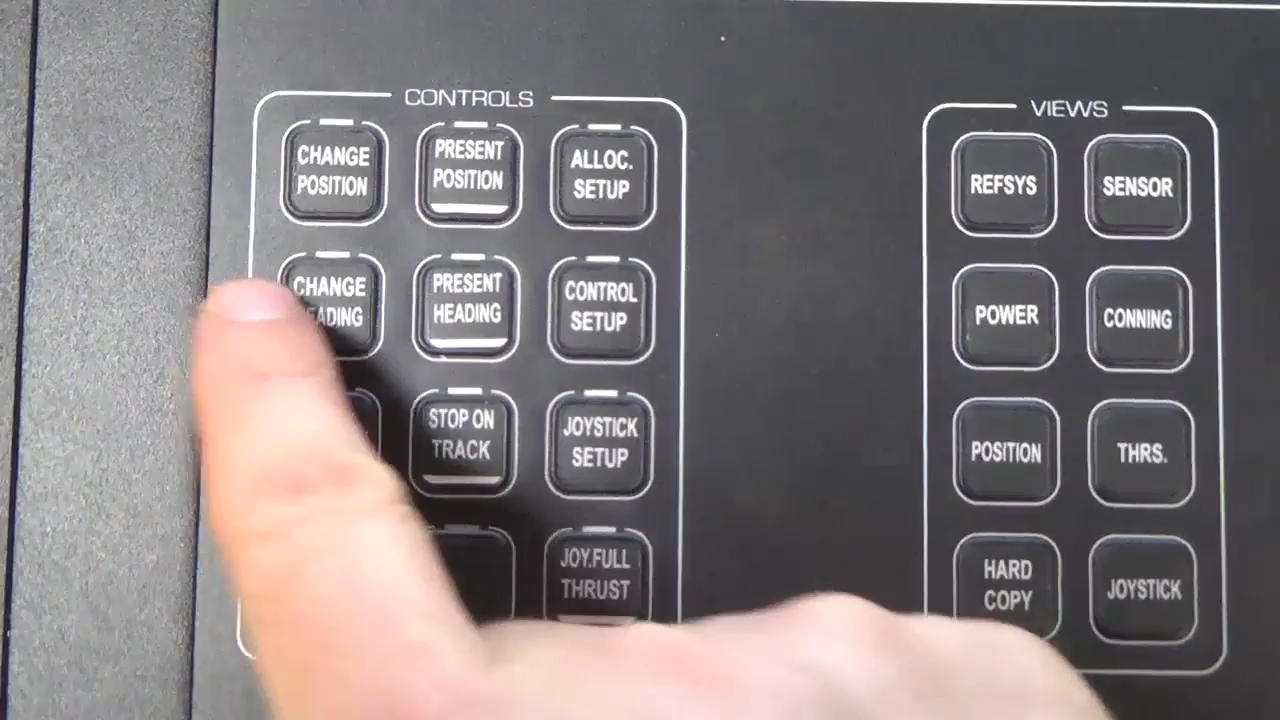 CONTROLS
CHANGE
POSITION
PRESENT
POSITION
ALLOC.
SETUP
CHANGE
PRESENT
HEADING
CONTROL
SETUP
STOP ON
TRACK
JOYSTICK
SETUP
JOY.FULL
THRUST
VIEWS
REFSYS
SENSOR
POWER
CONNING
POSITION
THRS.
HARD
COPY
JOYSTICK